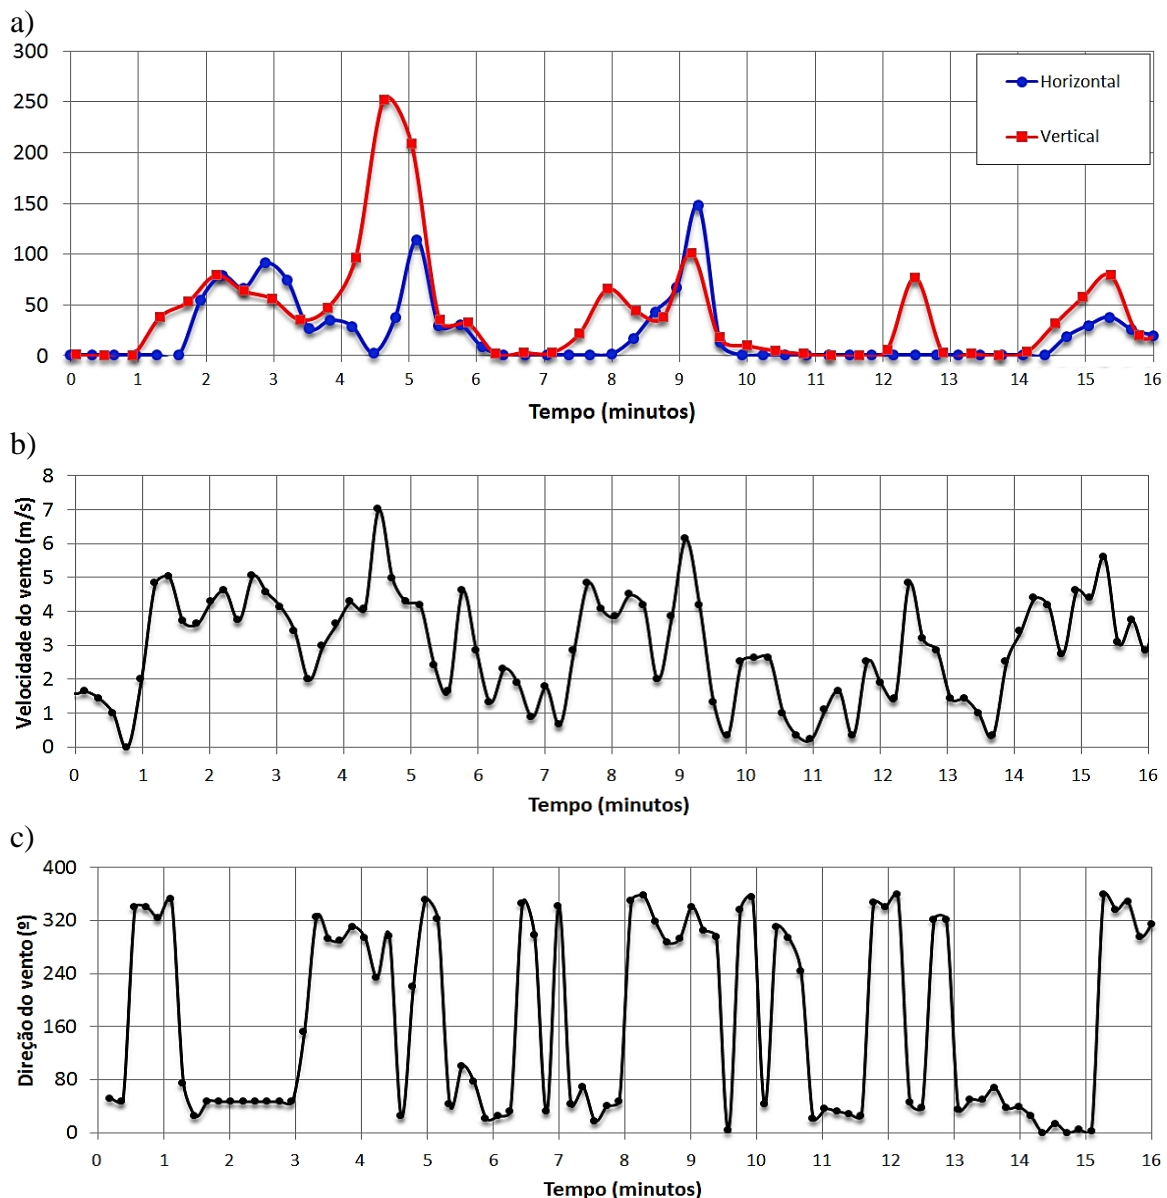 a)
300
250
200
150
100
50
0
Horizontal
Vertical
0 1 2 3 4 5 6 7 8 9 10 11 12 13 14 15 16
Tempo (minutos)
b)
Velocidade do vento (m/s)
8
7
6
5
4
3
2
1
0
0 1 2 3 4 5 6 7 8 9 10 11 12 13 14 15 16
Tempo (minutos)
c)
Direção do vento (º)
400
320
240
160
80
0
0 1 2 3 4 5 6 7 8 9 10 11 12 13 14 15 16
Tempo (minutos)